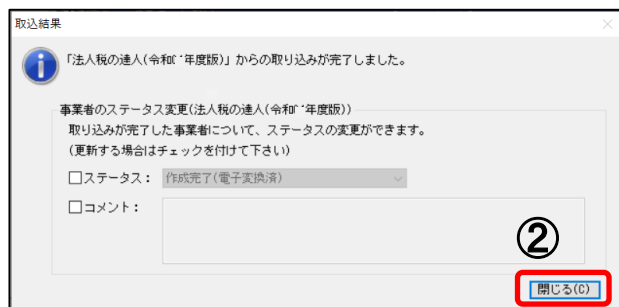 取込結果
「法人税の達人(令和 年度版)」からの取り込みが完了しました。
事業者のステータス変更(法人税の達人(令和 年度版))
取り込みが完了した事業者について、ステータスの変更ができます。
(更新する場合はチェックを付けて下さい)
ステータス： 作成完了(電子変換済)
コメント：
②
閉じる(C)